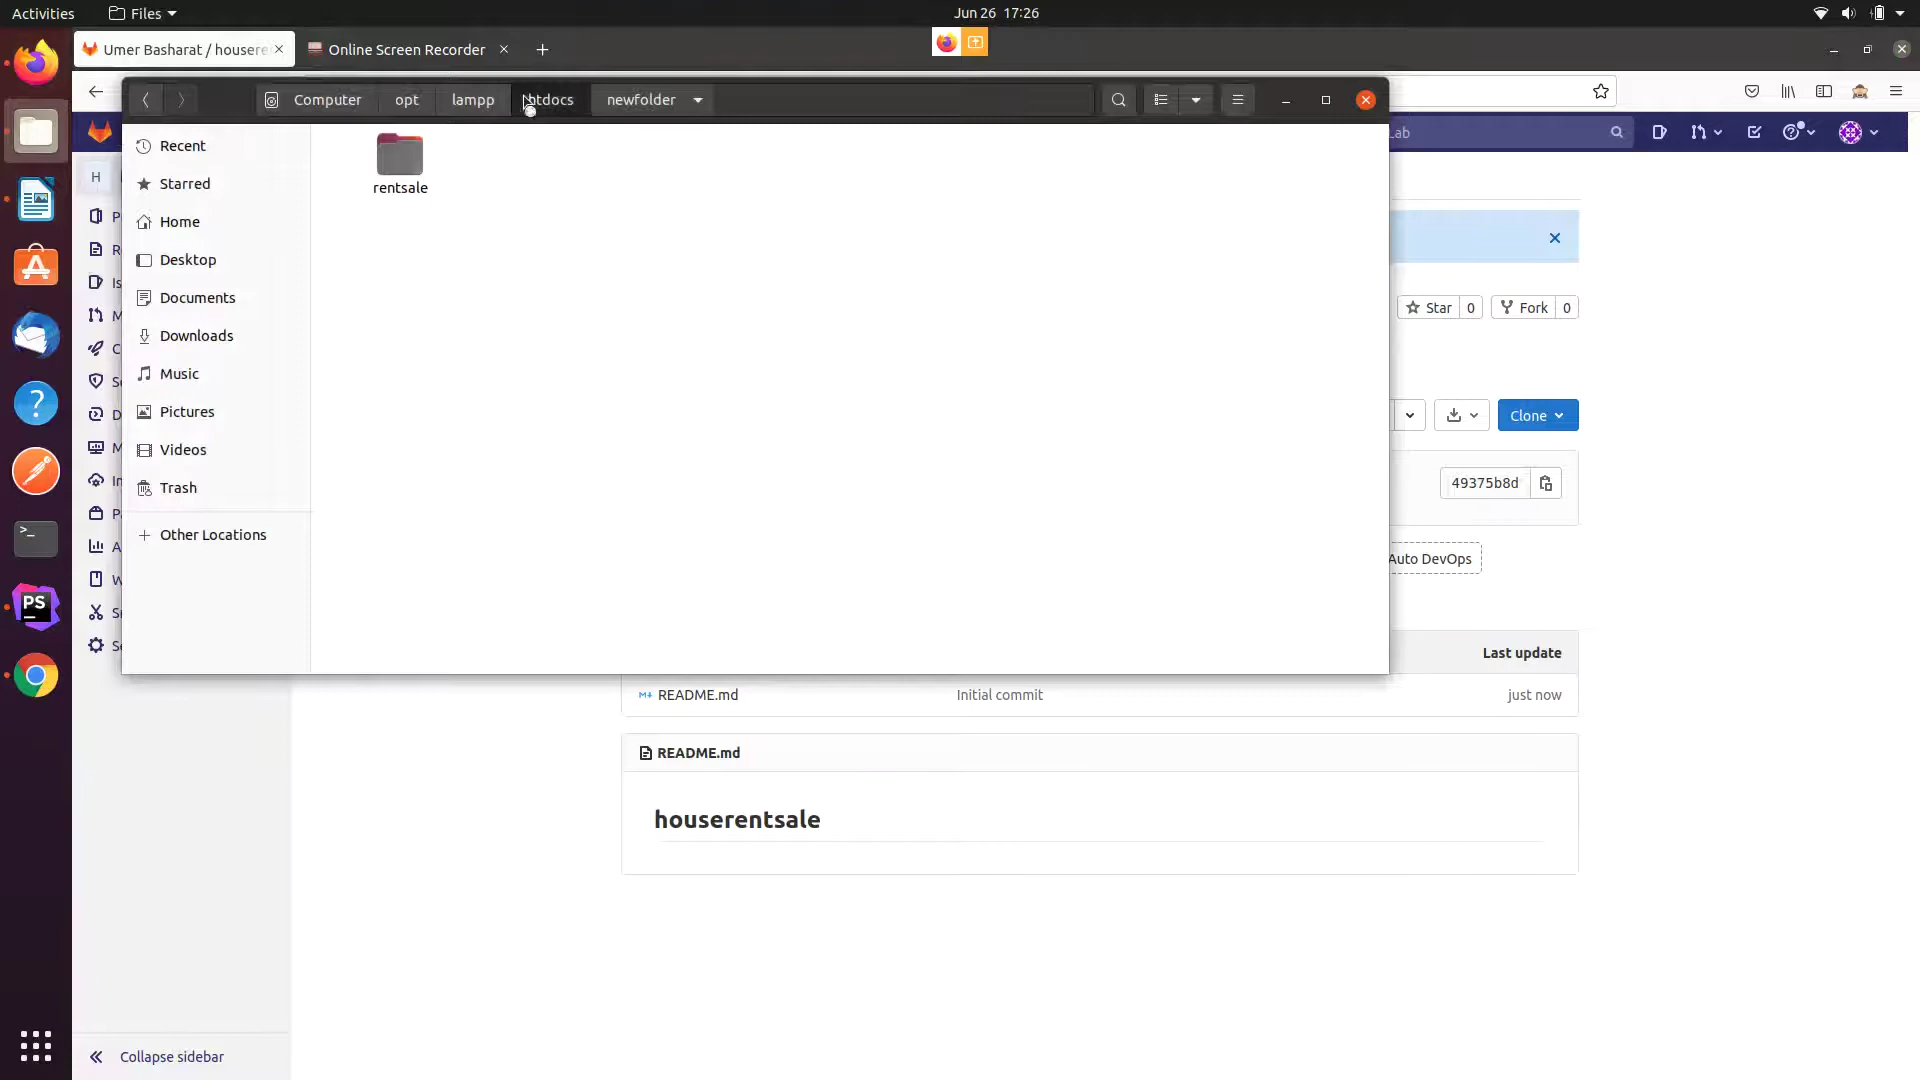 Activities
Files
Jun 26 17:26
Umer Basharat / housere
Online Screen Recorder
Computer
opt
lampp
htdocs
newfolder
Lab
Recent
Starred
Home
Desktop
Documents
Downloads
Music
Pictures
Videos
Trash
Other Locations
rentsale
H
Star 0
Fork 0
Clone
49375b8d
Auto DevOps
Last update
README.md
Initial commit
just now
README.md
houserentsale
Collapse sidebar
PS